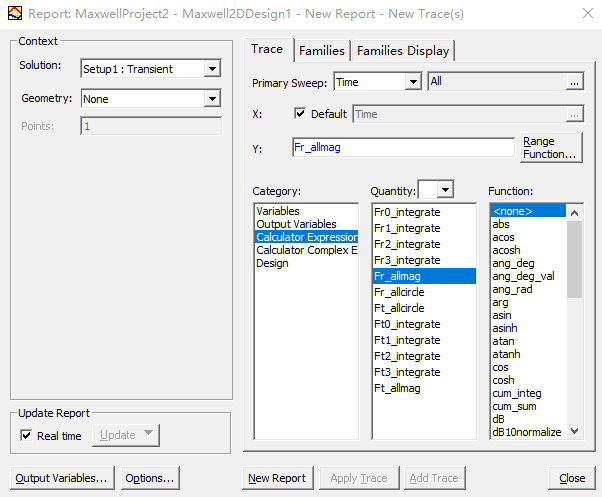 Report: MaxwellProject2 - Maxwell2DDesign1 - New Report - New Trace(s)
Context
Solution: Setup1 : Transient
Geometry: None
Points: 1
Update Report
Real time Update
Output Variables... Options...
Trace Families Families Display
Primary Sweep: Time All ...
X: Default Time ...
Y: Fr_allmag Range Function...
Category:
Variables
Output Variables
Calculator Expression
Calculator Complex E
Design
Quantity:
Fr0_integrate
Fr1_integrate
Fr2_integrate
Fr3_integrate
Fr_allmag
Fr_allcircle
Ft_allcircle
Ft0_integrate
Ft1_integrate
Ft2_integrate
Ft3_integrate
Ft_allmag
Function:
<none>
abs
acos
acosh
ang_deg
ang_deg_val
ang_rad
arg
asin
asinh
atan
atanh
cos
cosh
cum_integ
cum_sum
dB
dB10normalize
New Report Apply Trace Add Trace Close